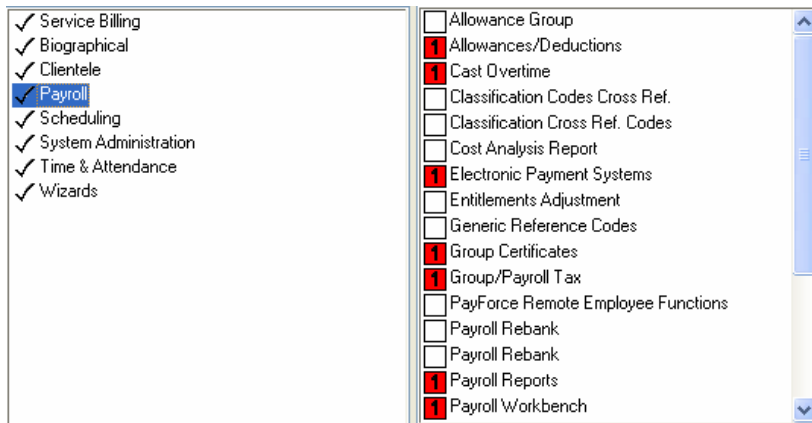 Service Billing
Biographical
Clientele
Payroll
Scheduling
System Administration
Time & Attendance
Wizards
Allowance Group
1 Allowances/Deductions
1 Cast Overtime
Classification Codes Cross Ref.
Classification Cross Ref. Codes
Cost Analysis Report
1 Electronic Payment Systems
Entitlements Adjustment
Generic Reference Codes
1 Group Certificates
1 Group/Payroll Tax
PayForce Remote Employee Functions
Payroll Rebank
Payroll Rebank
1 Payroll Reports
1 Payroll Workbench